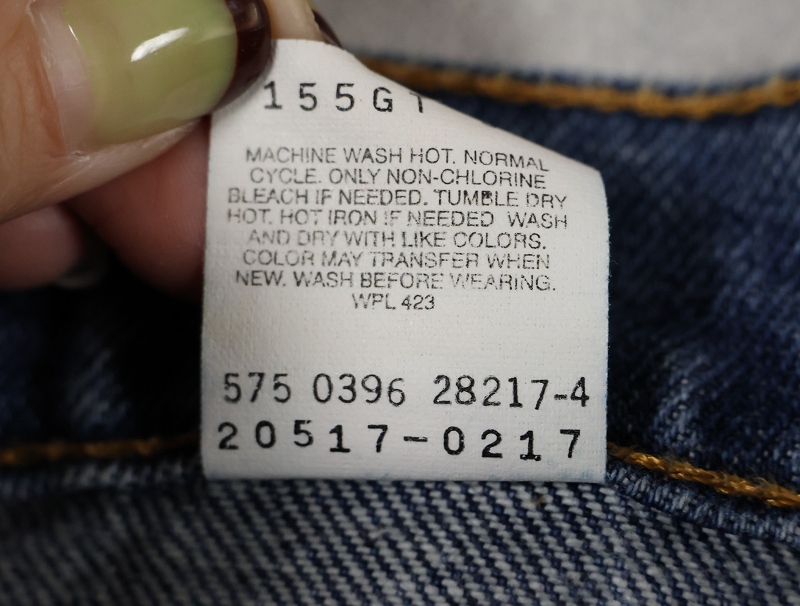 155G
MACHINE WASH HOT. NORMAL
CYCLE. ONLY NON-CHLORINE
BLEACH IF NEEDED. TUMBLE DRY
HOT. HOT IRON IF NEEDED WASH
AND DRY WITH LIKE COLORS.
COLOR MAY TRANSFER WHEN
NEW. WASH BEFORE WEARING.
WPL 423
575 0396 28217-4
20517-0217